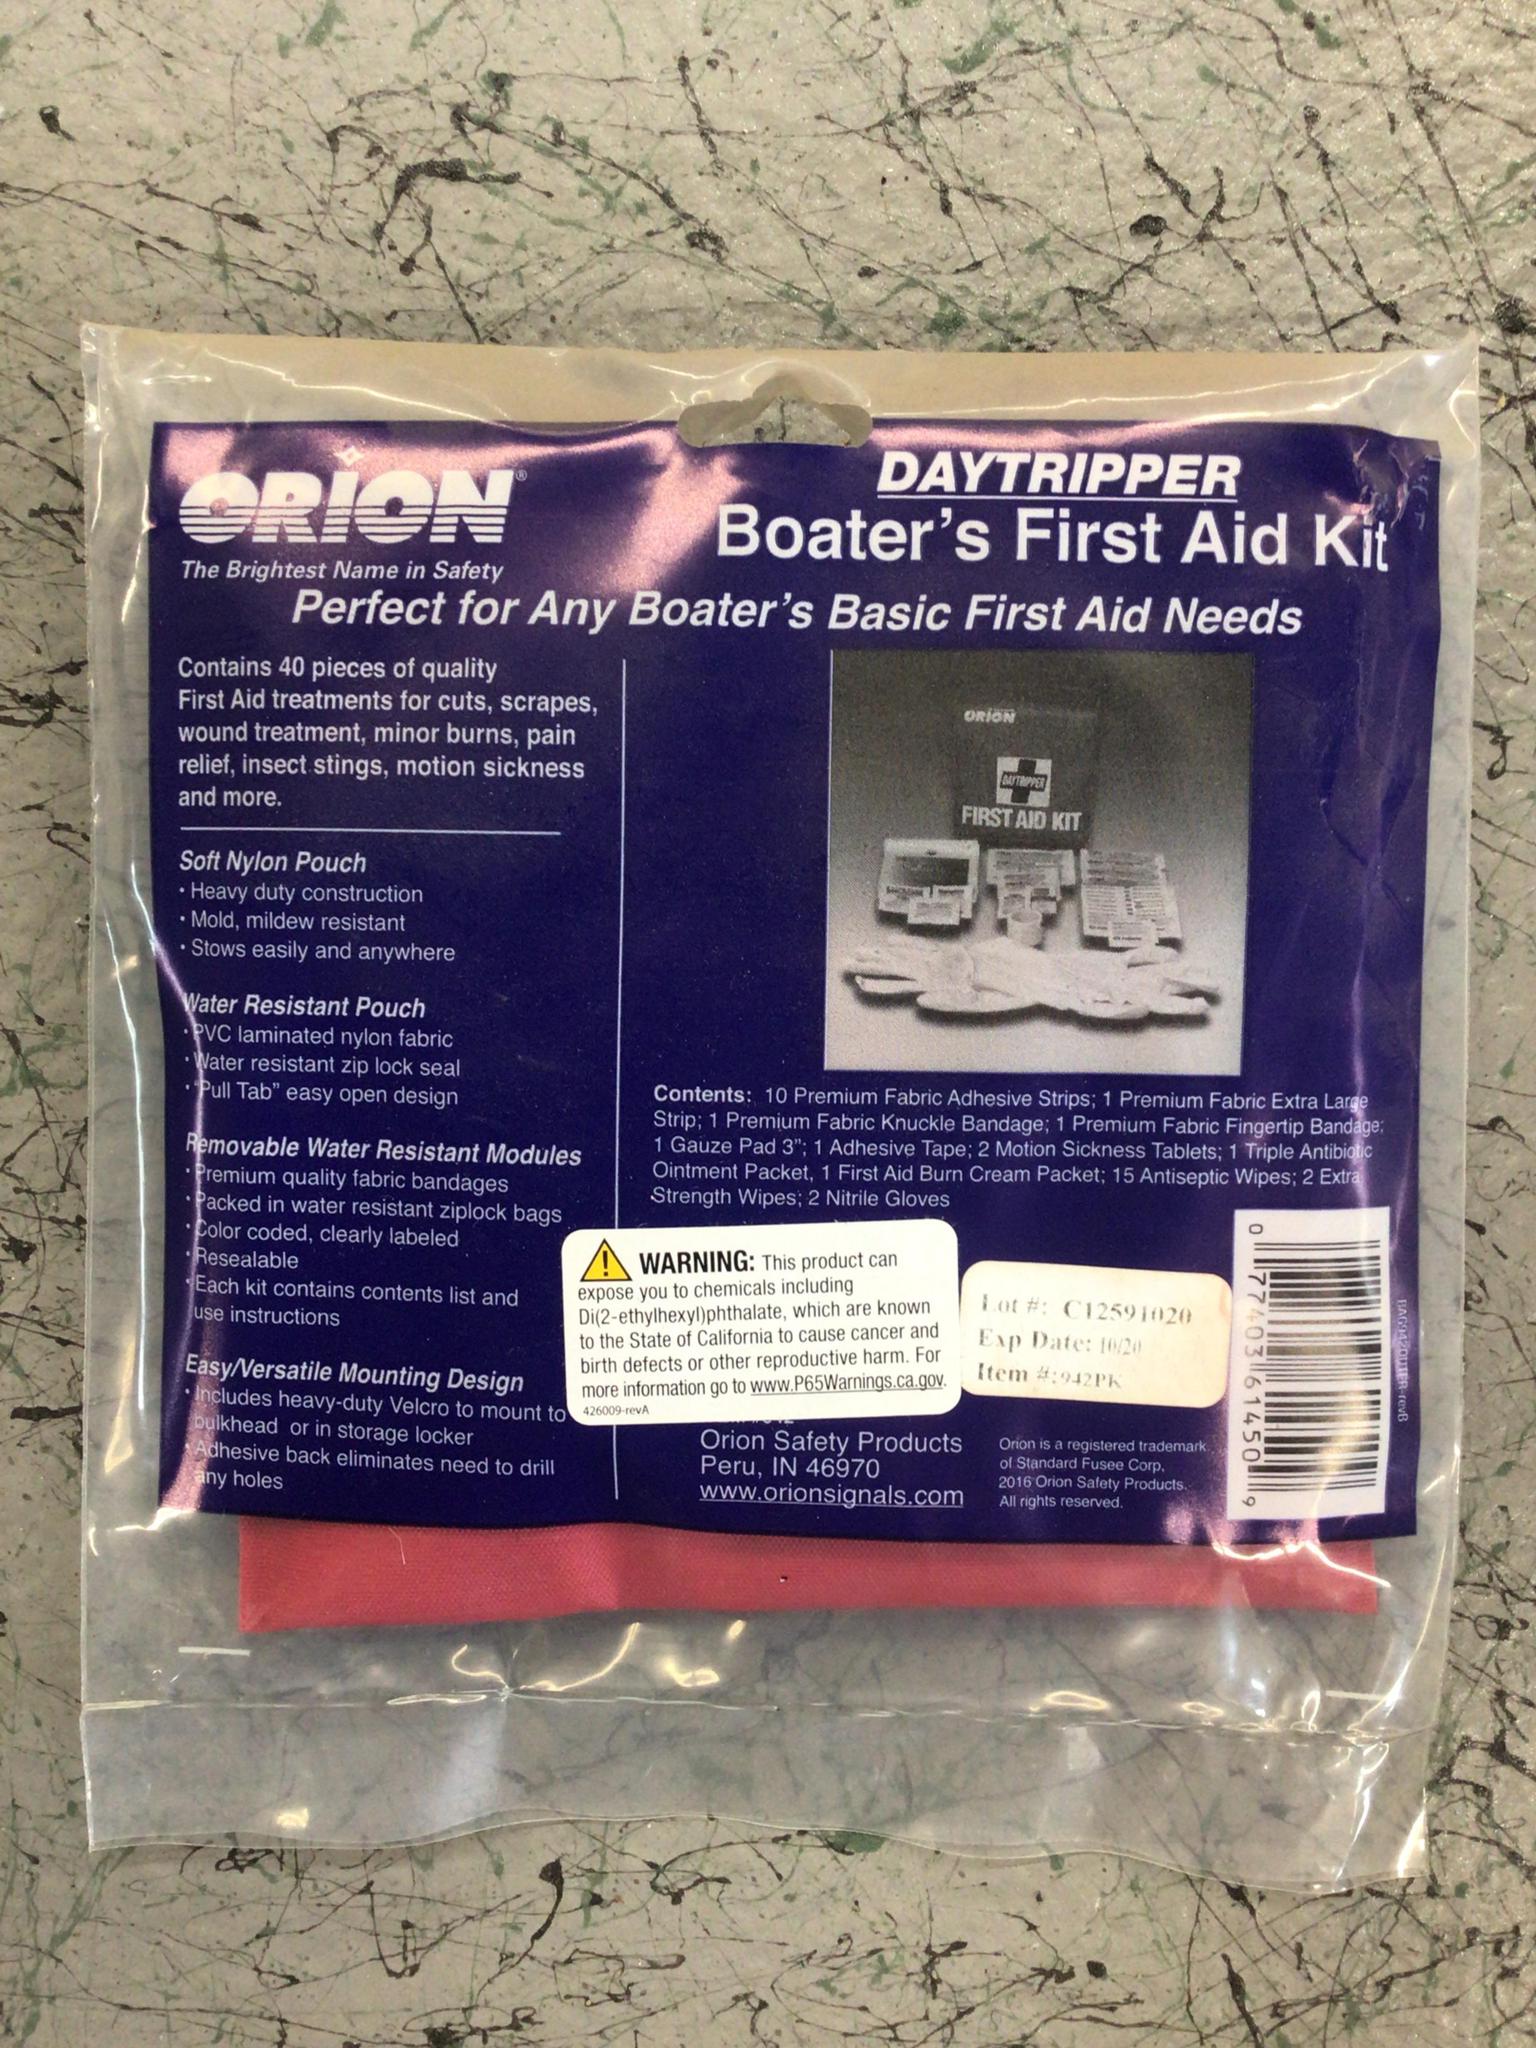 ORION®
The Brightest Name in Safety
DAYTRIPPER
Boater's First Aid Kit
Perfect for Any Boater's Basic First Aid Needs
Contains 40 pieces of quality
First Aid treatments for cuts, scrapes,
wound treatment, minor burns, pain
relief, insect stings, motion sickness
and more.
Soft Nylon Pouch
• Heavy duty construction
• Mold, mildew resistant
• Stows easily and anywhere
Water Resistant Pouch
• PVC laminated nylon fabric
• Water resistant zip lock seal
• "Pull Tab" easy open design
Removable Water Resistant Modules
• Premium quality fabric bandages
• Packed in water resistant ziplock bags
• Color coded, clearly labeled
• Resealable
• Each kit contains contents list and
use instructions
Easy/Versatile Mounting Design
• Includes heavy-duty Velcro to mount to
bulkhead or in storage locker
• Adhesive back eliminates need to drill
any holes
ORION
DAYTRIPPER
FIRST AID KIT
Contents: 10 Premium Fabric Adhesive Strips; 1 Premium Fabric Extra Large
Strip; 1 Premium Fabric Knuckle Bandage; 1 Premium Fabric Fingertip Bandage;
1 Gauze Pad 3"; 1 Adhesive Tape; 2 Motion Sickness Tablets; 1 Triple Antibiotic
Ointment Packet, 1 First Aid Burn Cream Packet; 15 Antiseptic Wipes; 2 Extra
Strength Wipes; 2 Nitrile Gloves
WARNING: This product can
expose you to chemicals including
Di(2-ethylhexyl)phthalate, which are known
to the State of California to cause cancer and
birth defects or other reproductive harm. For
more information go to www.P65Warnings.ca.gov.
426009-revA
Lot #: C12591020
Exp Date: 10/20
Item #:942PK
Orion Safety Products
Peru, IN 46970
www.orionsignals.com
Orion is a registered trademark
of Standard Fusee Corp.
2016 Orion Safety Products.
All rights reserved.
0 77403 61450 9